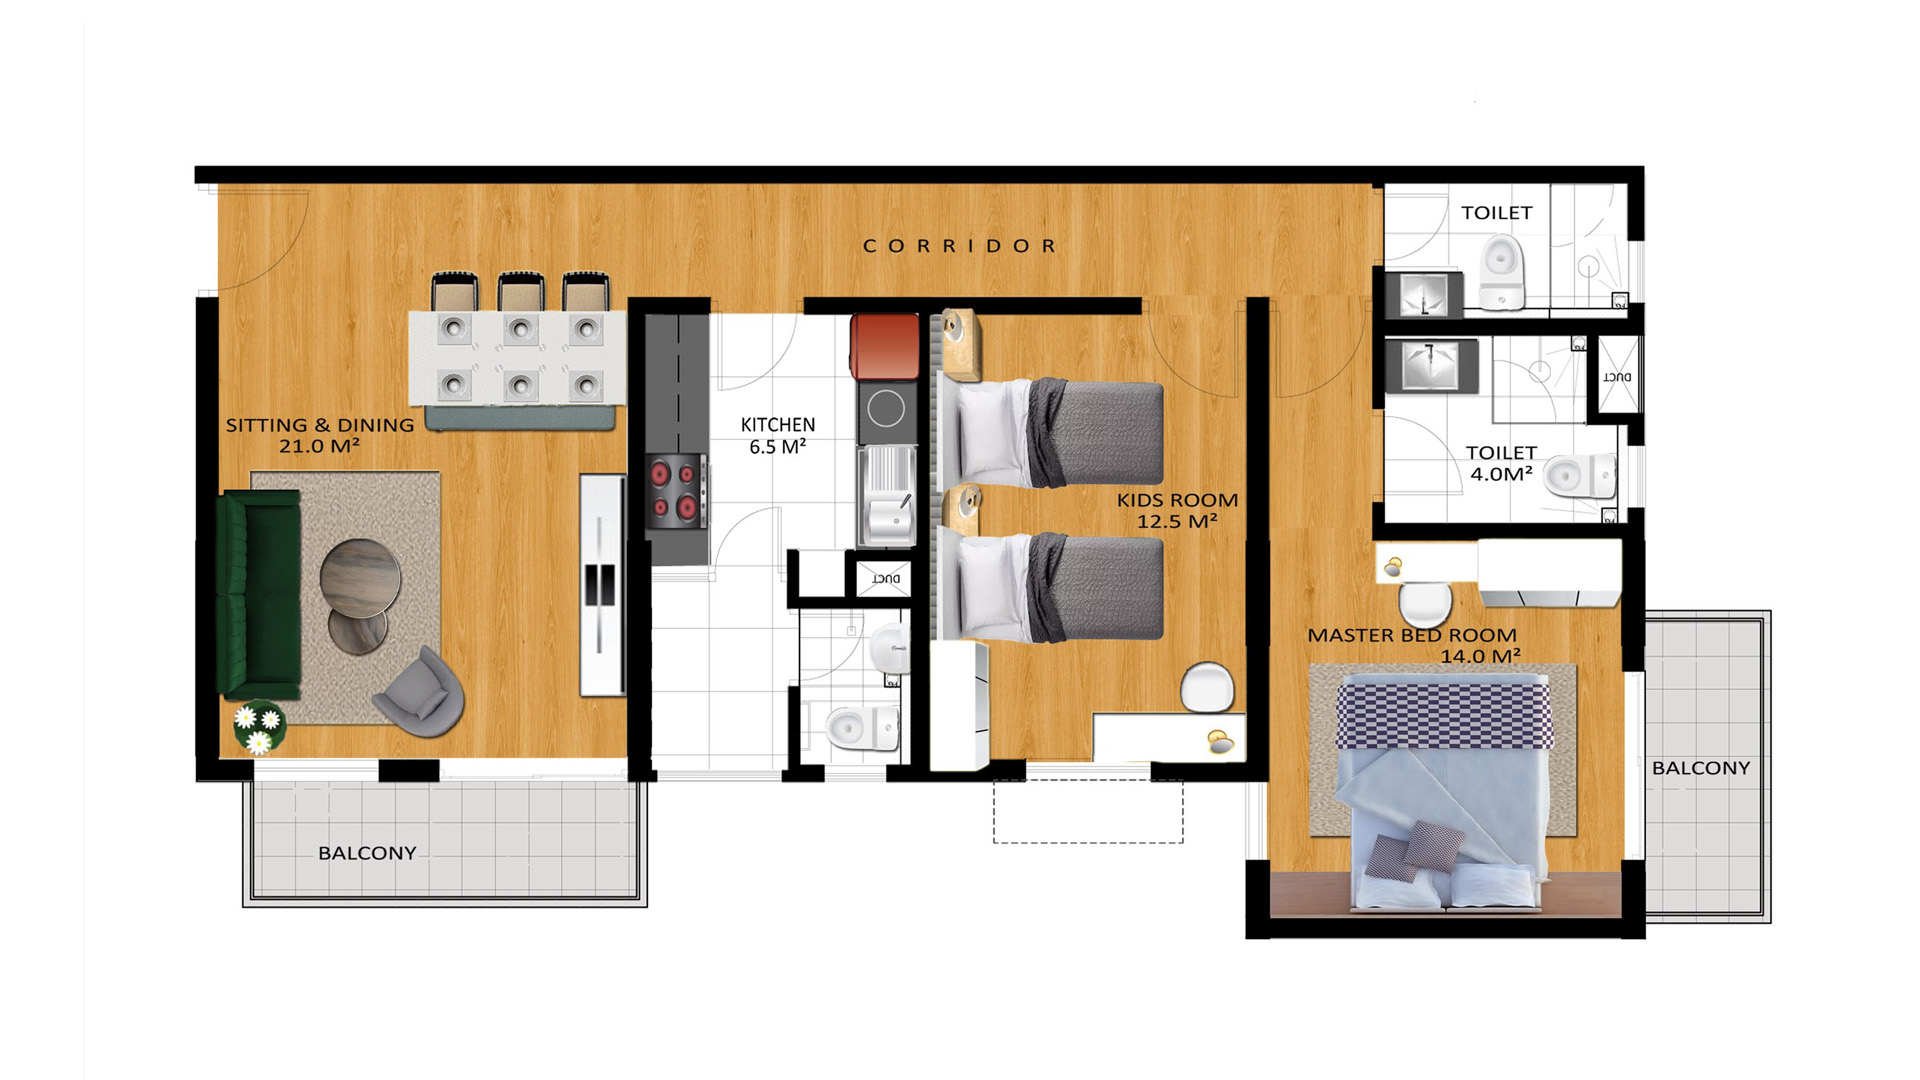 TOILET
CORRIDOR
DUCT
SITTING & DINING
21.0 M²
KITCHEN
6.5 M²
TOILET
4.0M²
KIDS ROOM
12.5 M²
DUCT
MASTER BED ROOM
14.0 M²
BALCONY
BALCONY